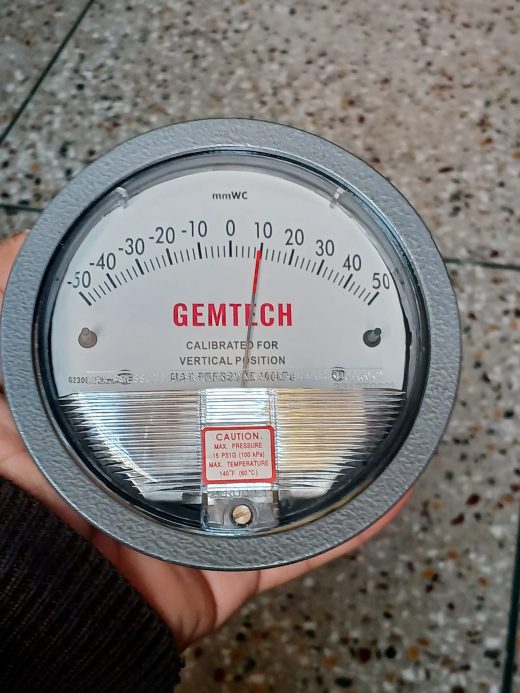 mmWC
-50 -40 -30 -20 -10 0 10 20 30 40 50
GEMTECH
CALIBRATED FOR
VERTICAL POSITION
CAUTION
MAX. PRESSURE
15 PSIG (100 kPa)
MAX. TEMPERATURE
140°F (60°C)